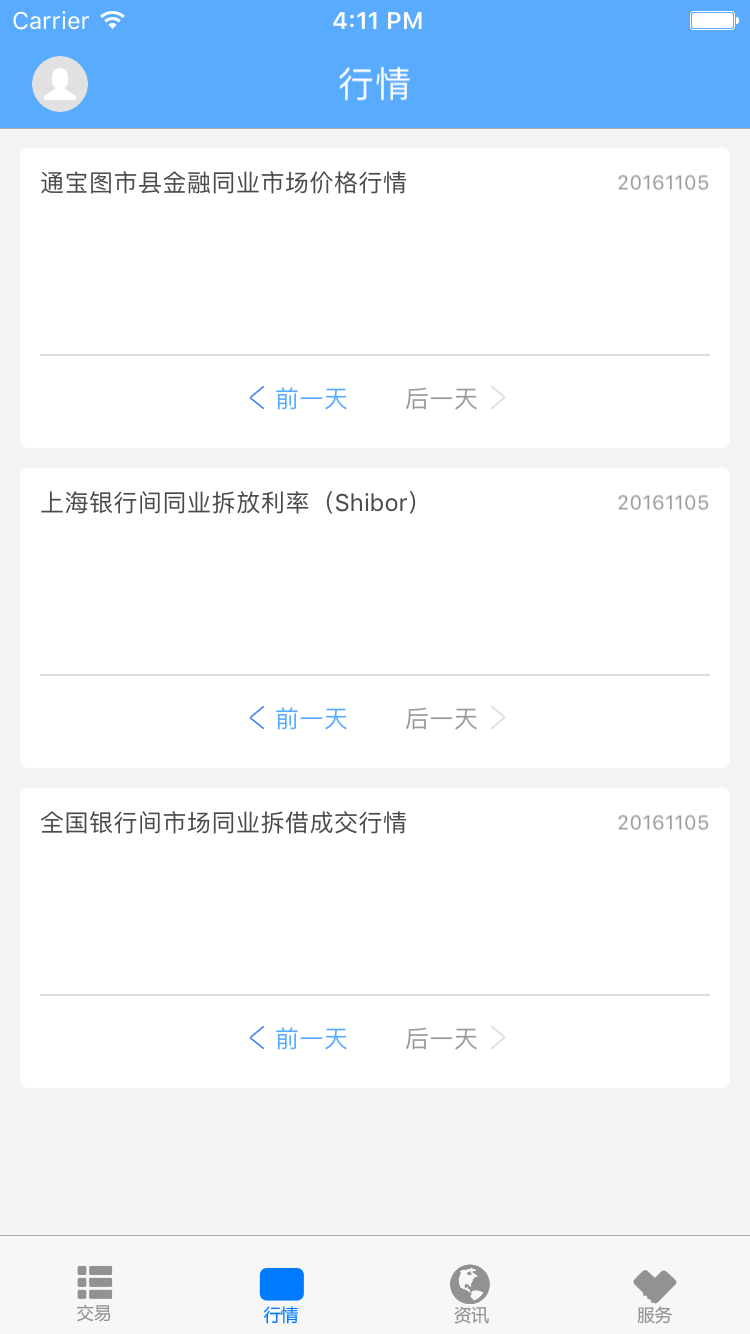 Carrier 4:11 PM
行情
通宝图市县金融同业市场价格行情 20161105
前一天 后一天
上海银行间同业拆放利率（Shibor） 20161105
前一天 后一天
全国银行间市场同业拆借成交行情 20161105
前一天 后一天
交易 行情 资讯 服务